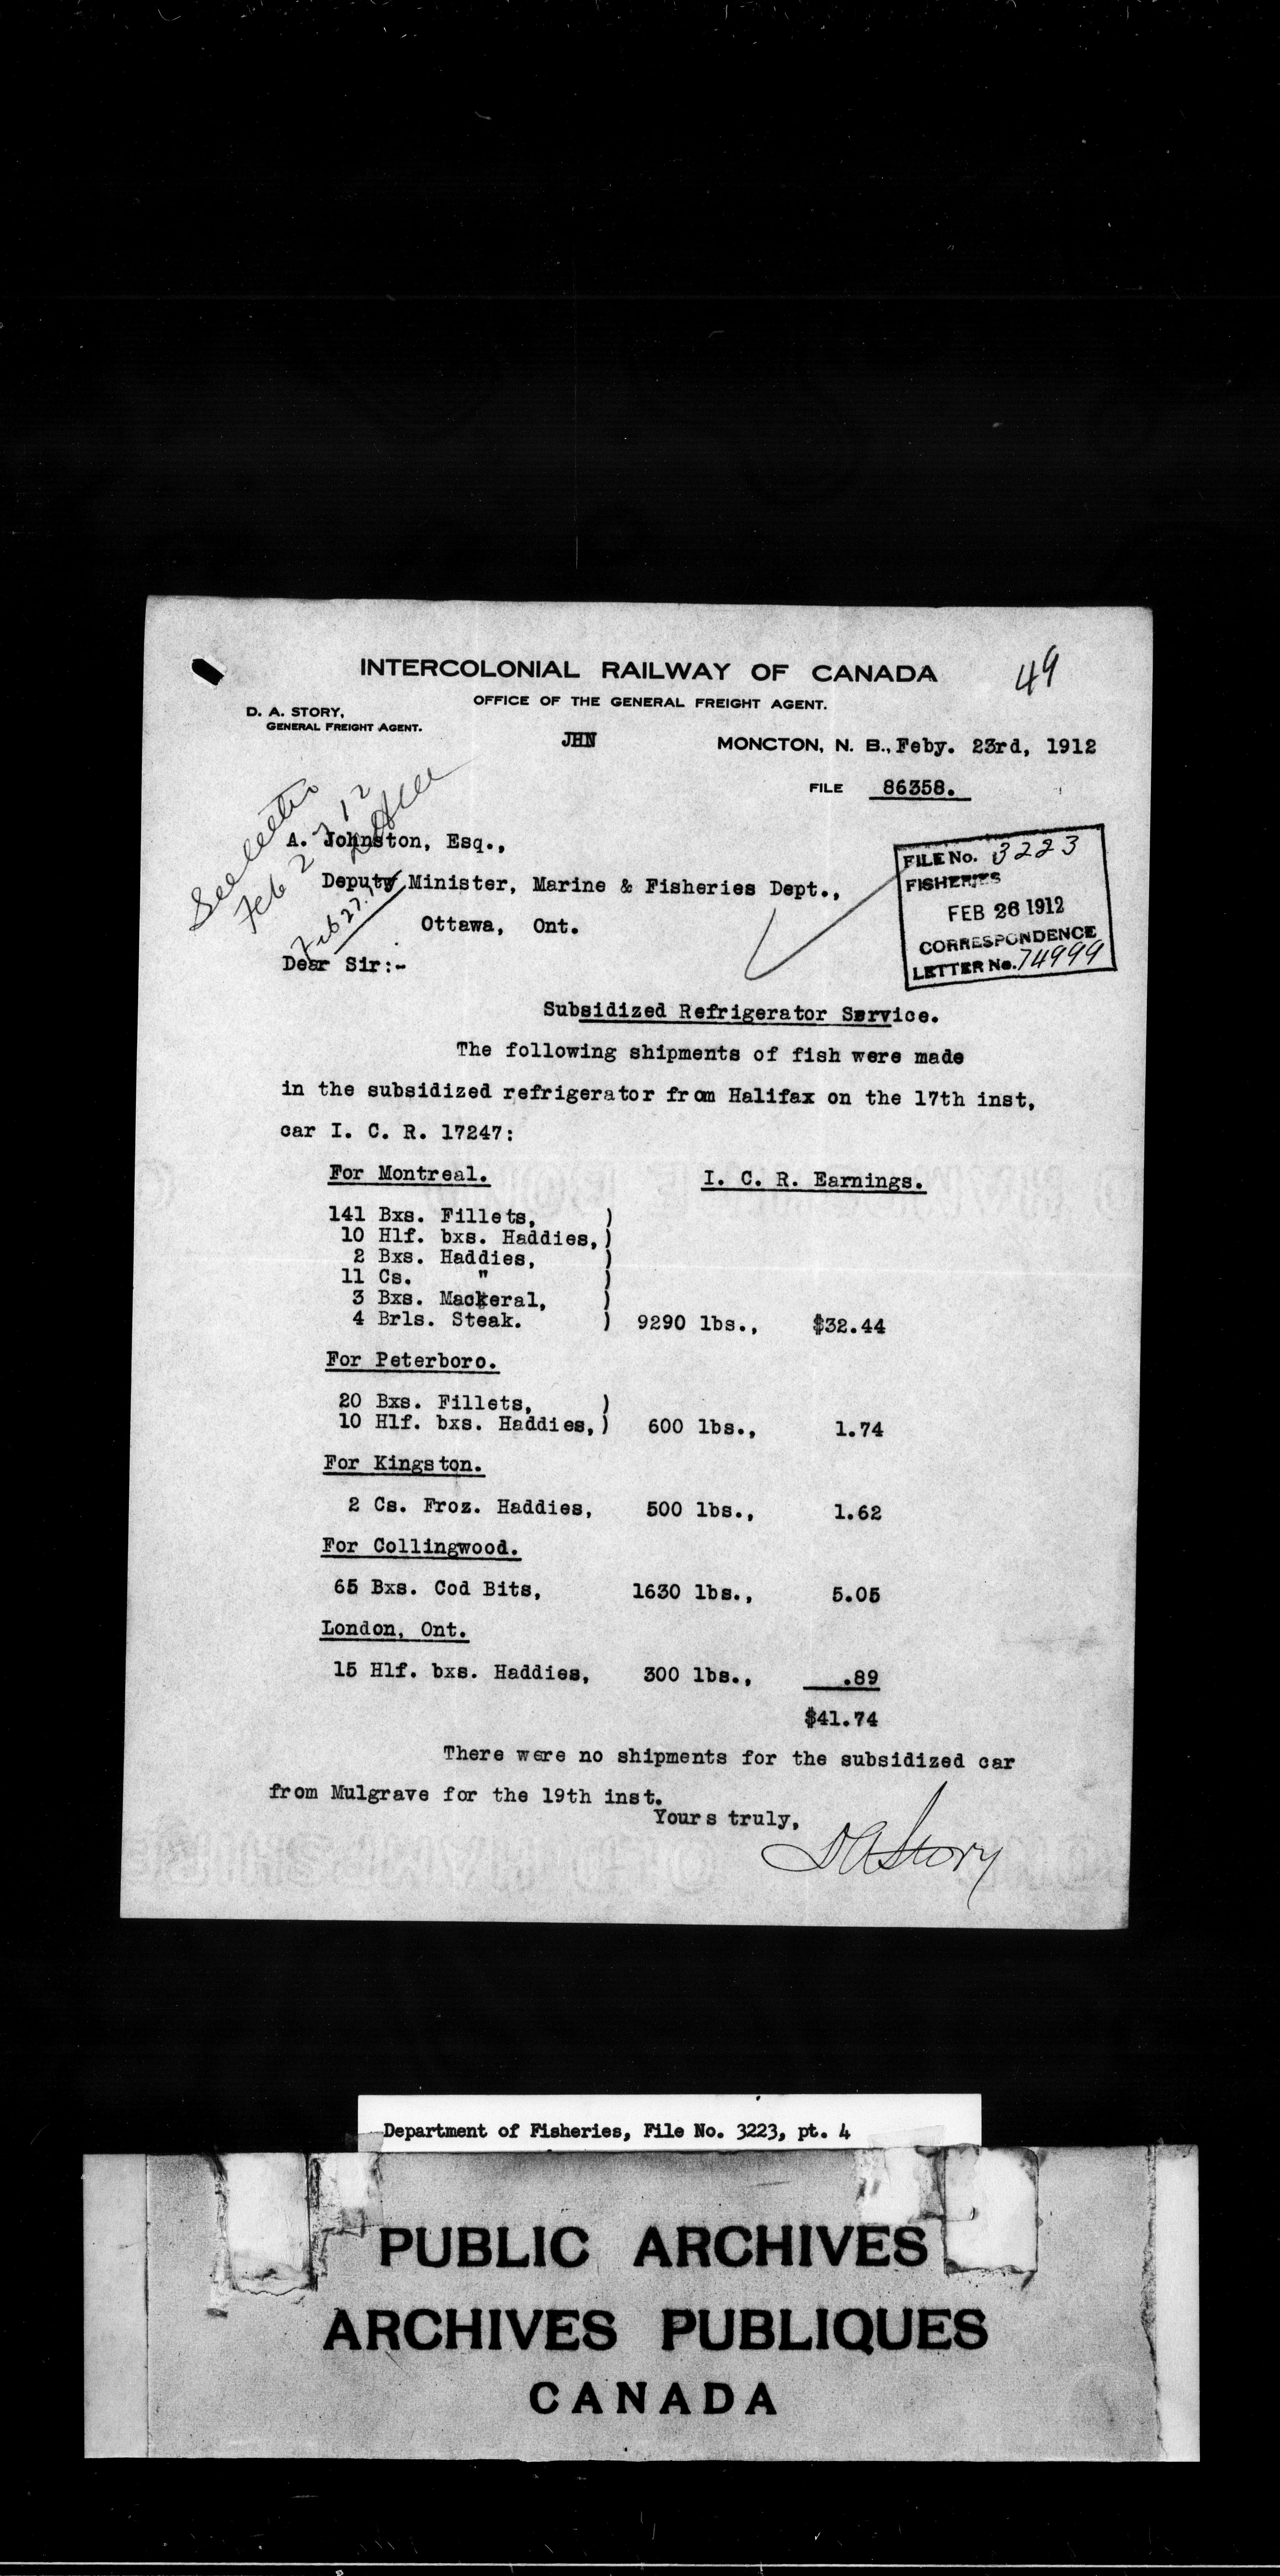 INTERCOLONIAL RAILWAY OF CANADA
49
OFFICE OF THE GENERAL FREIGHT AGENT.
D. A. STORY,
GENERAL FREIGHT AGENT.
JHN
MONCTON, N. B., Feby. 23rd, 1912
FILE 86358.
A. Johnston, Esq.,
Deputy Minister, Marine & Fisheries Dept.,
Ottawa, Ont.
FILE No. 3223
FISHERIES
FEB 26 1912
CORRESPONDENCE
LETTER No. 74999
Dear Sir:-
Subsidized Refrigerator Service.
The following shipments of fish were made
in the subsidized refrigerator from Halifax on the 17th inst,
car I. C. R. 17247:
For Montreal. I. C. R. Earnings.
141 Bxs. Fillets, )
10 Hlf. bxs. Haddies, )
2 Bxs. Haddies, )
11 Cs. " )
3 Bxs. Mackeral, )
4 Brls. Steak. ) 9290 lbs., $32.44
For Peterboro.
20 Bxs. Fillets, )
10 Hlf. bxs. Haddies, ) 600 lbs., 1.74
For Kingston.
2 Cs. Froz. Haddies, 500 lbs., 1.62
For Collingwood.
65 Bxs. Cod Bits, 1630 lbs., 5.05
London, Ont.
15 Hlf. bxs. Haddies, 300 lbs., .89
$41.74
There were no shipments for the subsidized car
from Mulgrave for the 19th inst.
Yours truly,
DA Story
Department of Fisheries, File No. 3223, pt. 4
PUBLIC ARCHIVES
ARCHIVES PUBLIQUES
CANADA